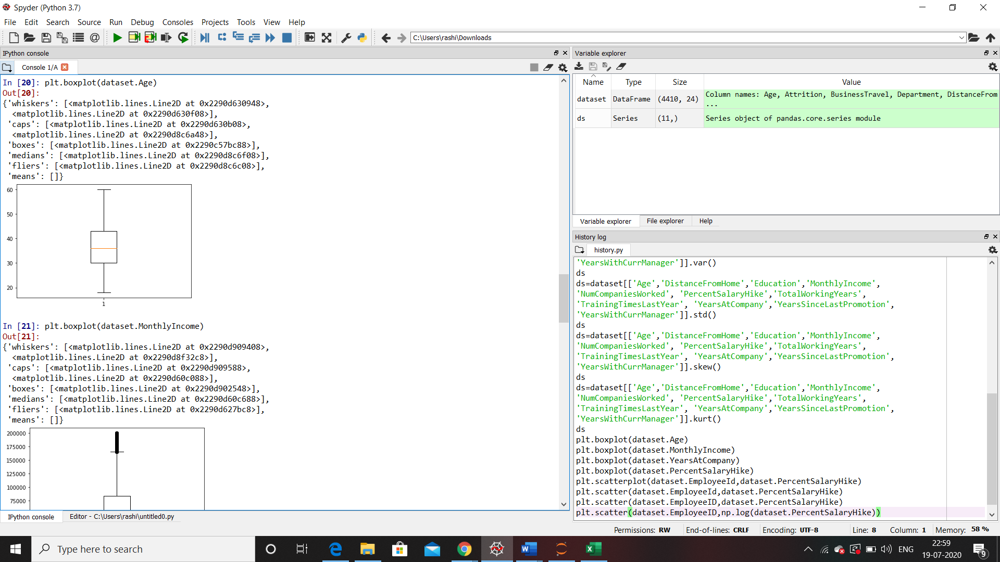 Spyder (Python 3.7)
File Edit Search Source Run Debug Consoles Projects Tools View Help
C:\Users\rashi\Downloads
IPython console
Console 1/A
In [20]: plt.boxplot(dataset.Age)
Out[20]:
{'whiskers': [<matplotlib.lines.Line2D at 0x2290d630948>,
<matplotlib.lines.Line2D at 0x2290d630f08>],
'caps': [<matplotlib.lines.Line2D at 0x2290d630b08>,
<matplotlib.lines.Line2D at 0x2290d8c6a48>],
'boxes': [<matplotlib.lines.Line2D at 0x2290c57bc88>],
'medians': [<matplotlib.lines.Line2D at 0x2290d8c6f08>],
'fliers': [<matplotlib.lines.Line2D at 0x2290d8c6c08>],
'means': []}
60
50
40
30
20
1
In [21]: plt.boxplot(dataset.MonthlyIncome)
Out[21]:
{'whiskers': [<matplotlib.lines.Line2D at 0x2290d909408>,
<matplotlib.lines.Line2D at 0x2290d8f32c8>],
'caps': [<matplotlib.lines.Line2D at 0x2290d909588>,
<matplotlib.lines.Line2D at 0x2290d60c088>],
'boxes': [<matplotlib.lines.Line2D at 0x2290d902548>],
'medians': [<matplotlib.lines.Line2D at 0x2290d60c688>],
'fliers': [<matplotlib.lines.Line2D at 0x2290d627bc8>],
'means': []}
200000
175000
150000
125000
100000
75000
IPython console Editor - C:\Users\rashi\untitled0.py
Variable explorer
Name Type Size Value
dataset DataFrame (4410, 24) Column names: Age, Attrition, BusinessTravel, Department, DistanceFrom
...
ds Series (11,) Series object of pandas.core.series module
Variable explorer File explorer Help
History log
history.py
'YearsWithCurrManager']].var()
ds
ds=dataset[['Age','DistanceFromHome','Education','MonthlyIncome',
'NumCompaniesWorked', 'PercentSalaryHike','TotalWorkingYears',
'TrainingTimesLastYear', 'YearsAtCompany','YearsSinceLastPromotion',
'YearsWithCurrManager']].std()
ds
ds=dataset[['Age','DistanceFromHome','Education','MonthlyIncome',
'NumCompaniesWorked', 'PercentSalaryHike','TotalWorkingYears',
'TrainingTimesLastYear', 'YearsAtCompany','YearsSinceLastPromotion',
'YearsWithCurrManager']].skew()
ds
ds=dataset[['Age','DistanceFromHome','Education','MonthlyIncome',
'NumCompaniesWorked', 'PercentSalaryHike','TotalWorkingYears',
'TrainingTimesLastYear', 'YearsAtCompany','YearsSinceLastPromotion',
'YearsWithCurrManager']].kurt()
ds
plt.boxplot(dataset.Age)
plt.boxplot(dataset.MonthlyIncome)
plt.boxplot(dataset.YearsAtCompany)
plt.boxplot(dataset.PercentSalaryHike)
plt.scatterplot(dataset.EmployeeId,dataset.PercentSalaryHike)
plt.scatter(dataset.EmployeeId,dataset.PercentSalaryHike)
plt.scatter(dataset.EmployeeID,dataset.PercentSalaryHike)
plt.scatter(dataset.EmployeeID,np.log(dataset.PercentSalaryHike))
Permissions: RW End-of-lines: CRLF Encoding: UTF-8 Line: 8 Column: 1 Memory: 58 %
Type here to search
ENG
22:59
19-07-2020
9